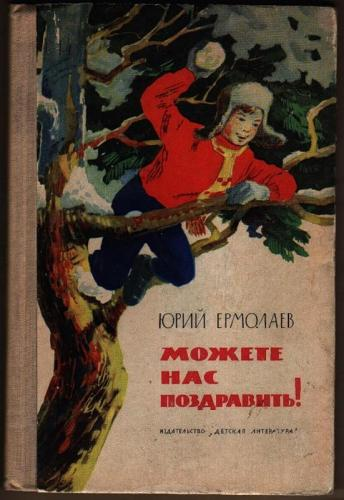 ЮРИЙ ЕРМОЛАЕВ
МОЖЕТЕ
НАС
ПОЗДРАВИТЬ!
ИЗДАТЕЛЬСТВО „ДЕТСКАЯ ЛИТЕРАТУРА"